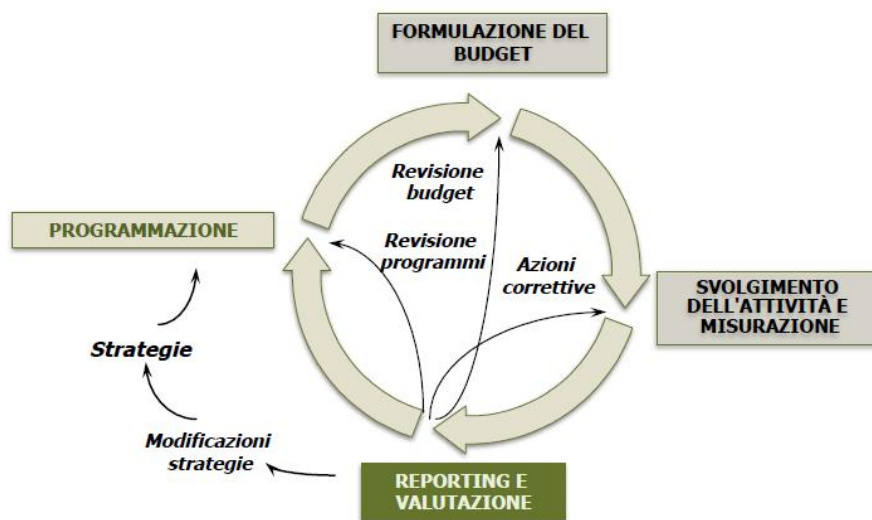 FORMULAZIONE DEL
BUDGET
Revisione
budget
PROGRAMMAZIONE
Revisione
programmi
Azioni
correttive
SVOLGIMENTO
DELL'ATTIVITÀ E
MISURAZIONE
Strategie
Modificazioni
strategie
REPORTING E
VALUTAZIONE